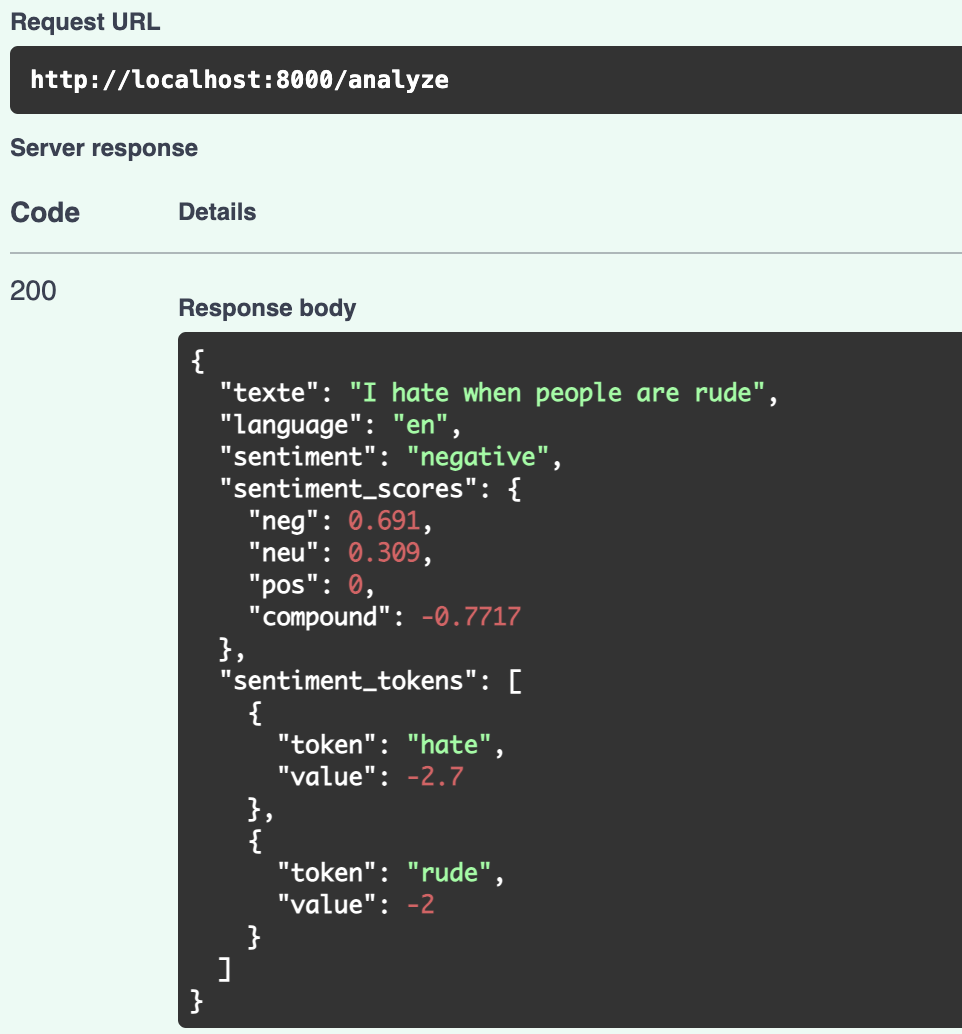 Request URL
http://localhost:8000/analyze
Server response
Code Details
200
Response body
{
  "texte": "I hate when people are rude",
  "language": "en",
  "sentiment": "negative",
  "sentiment_scores": {
    "neg": 0.691,
    "neu": 0.309,
    "pos": 0,
    "compound": -0.7717
  },
  "sentiment_tokens": [
    {
      "token": "hate",
      "value": -2.7
    },
    {
      "token": "rude",
      "value": -2
    }
  ]
}